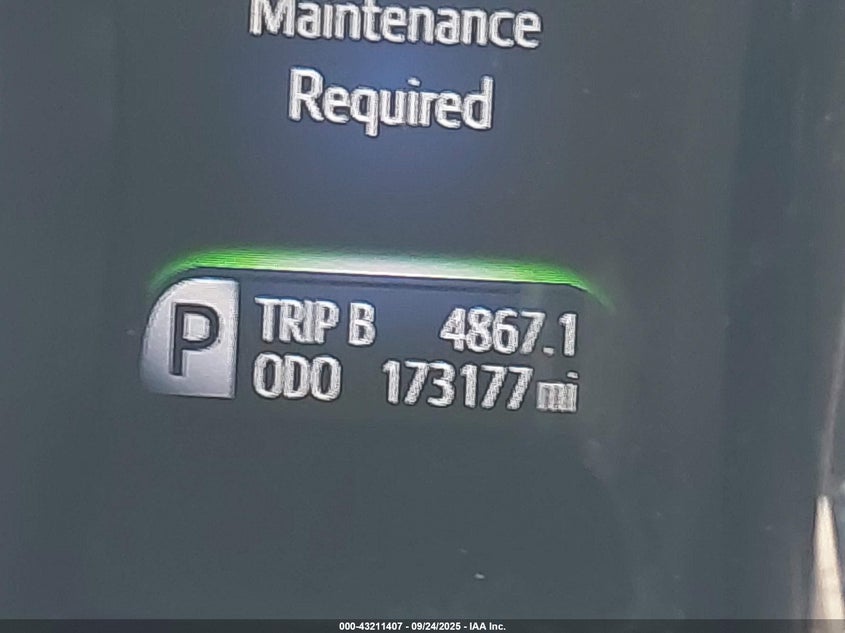 Maintenance
Required
P
TRIP B 4867.1
ODO 173177 mi
000-43211407 - 09/24/2025 - IAA Inc.